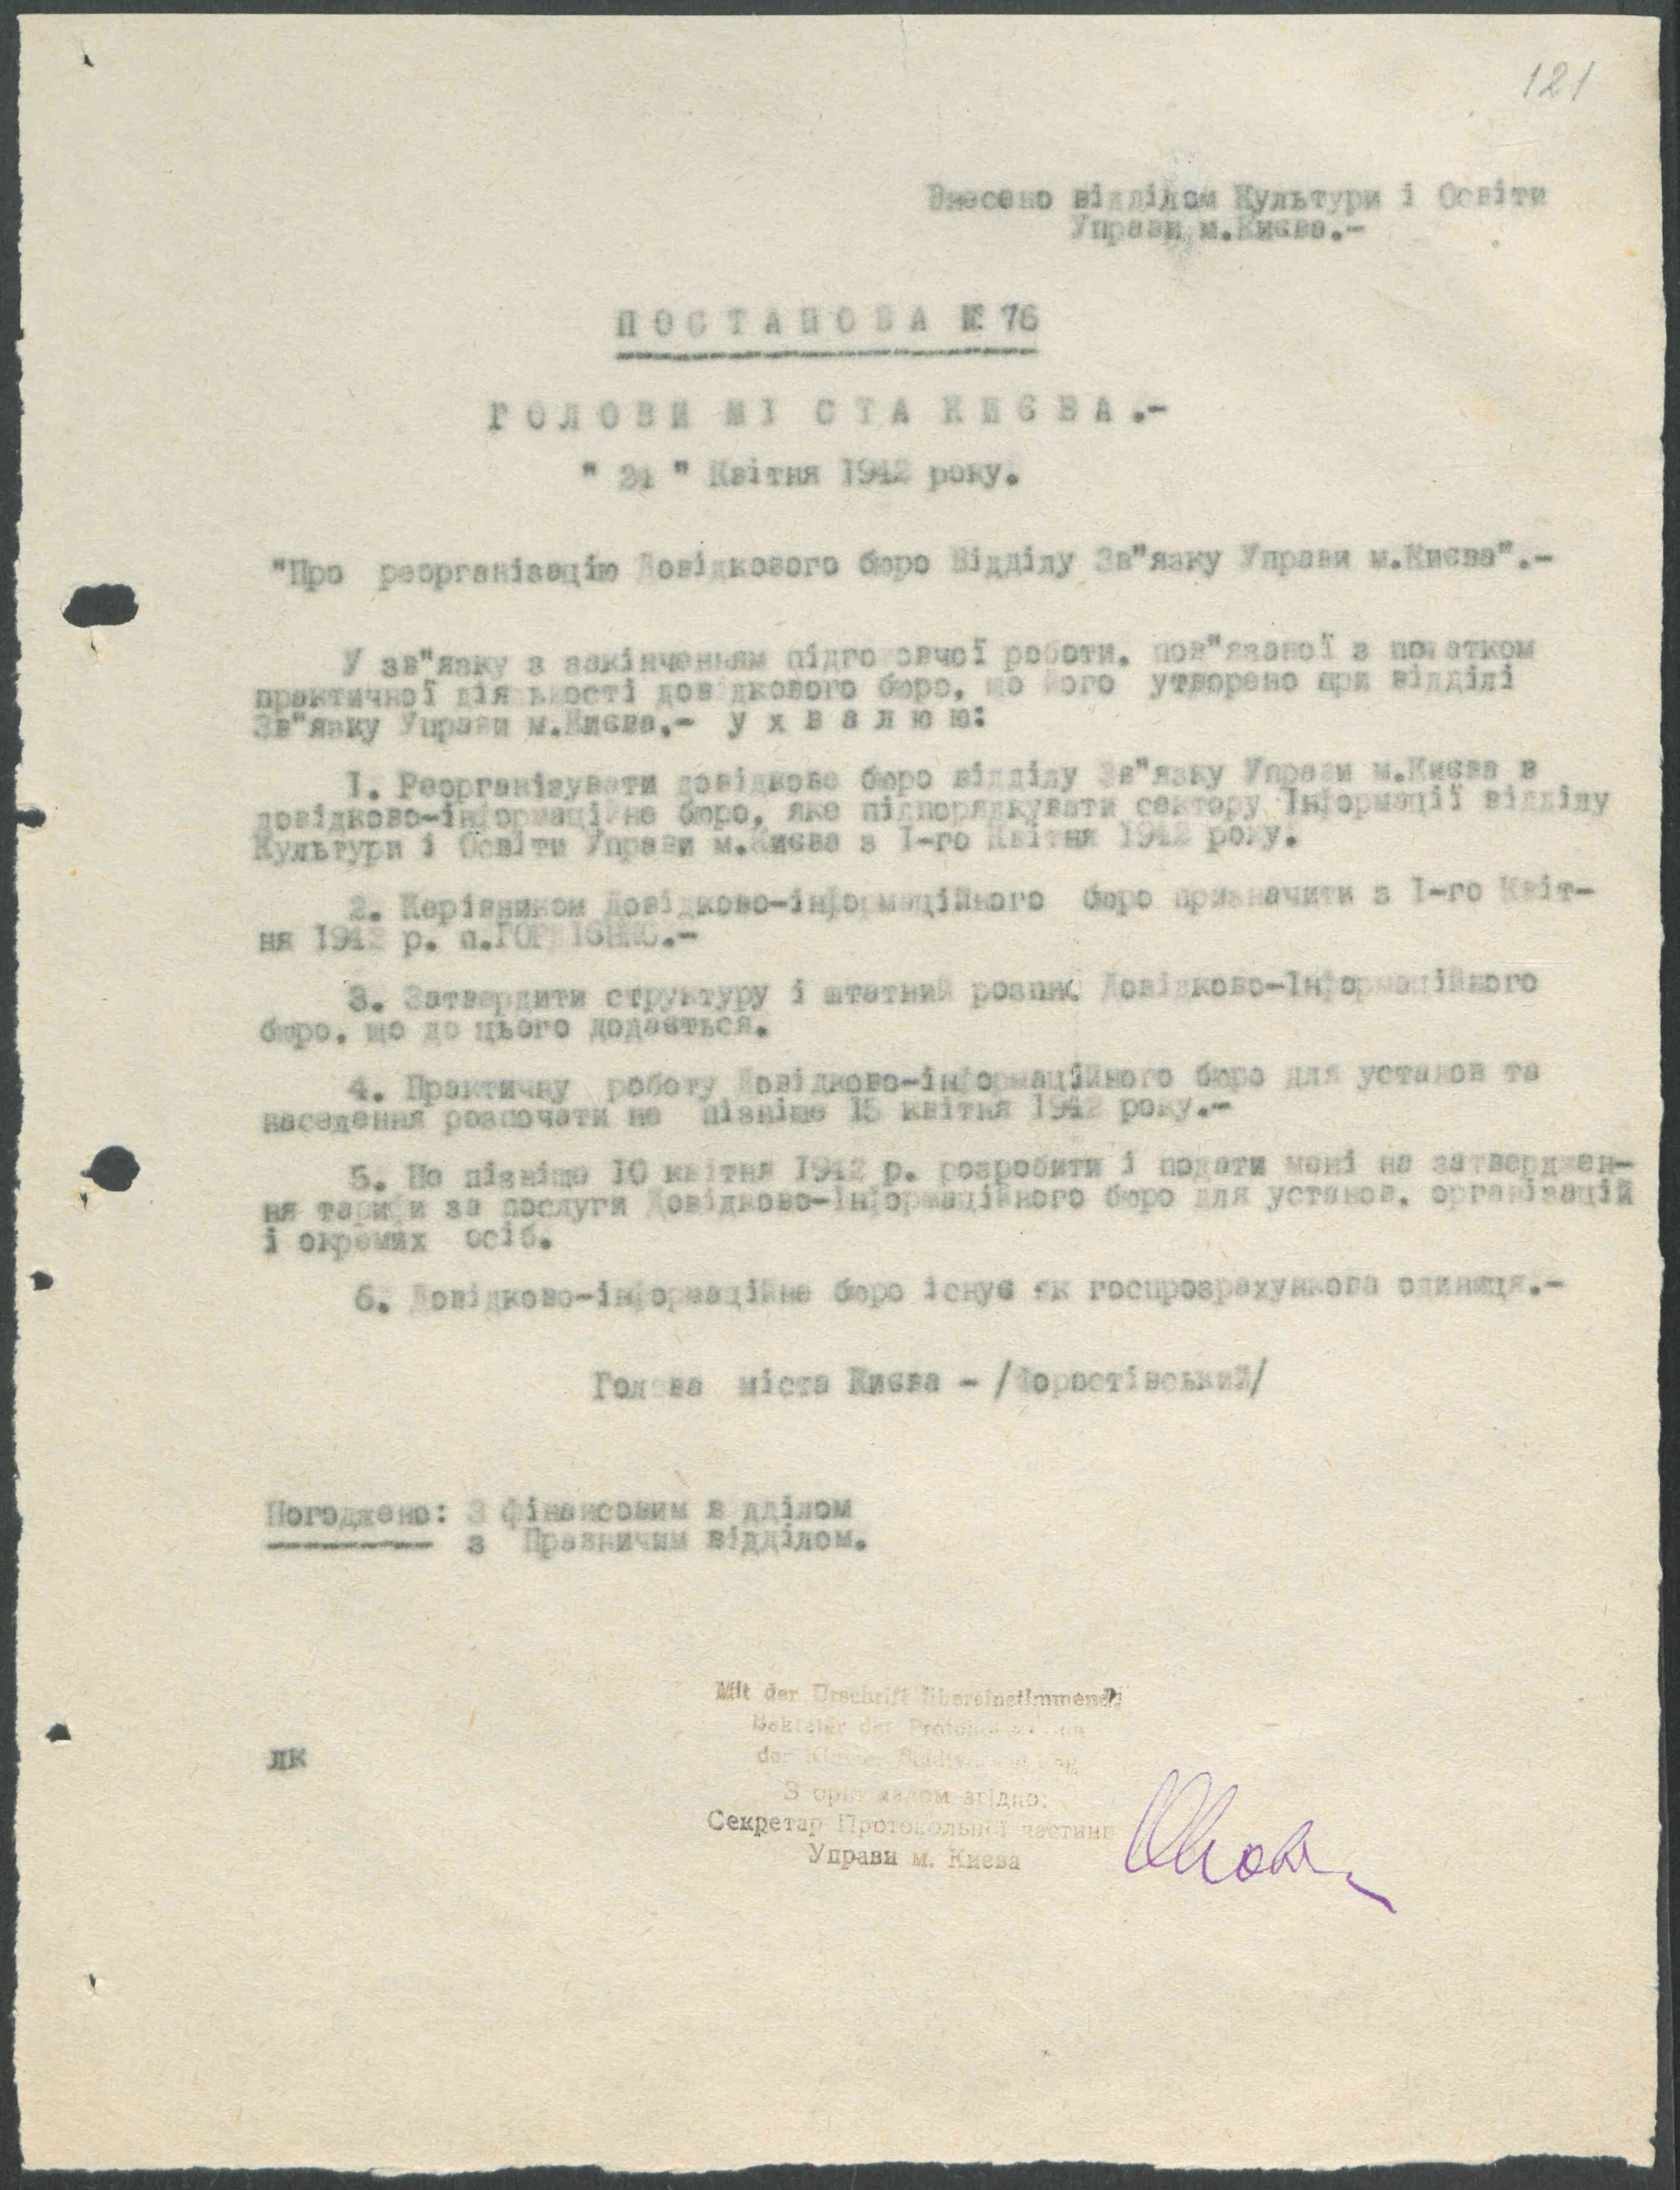 121
Внесено відділом Культури і Освіти
Управи м.Києва.-
ПОСТАНОВА № 76
ГОЛОВИ МІСТА КИЄВА.-
" " Квітня 1942 року.
"Про реорганізацію Довідкового бюро Відділу Зв"язку Управи м.Києва".-
У зв"язку з закінченням підготовчої роботи, пов"язаної з початком
практичної діяльності довідкового бюро, що його утворено при відділі
Зв"язку Управи м.Києва,- у х в а л ю ю:
І. Реорганізувати довідкове бюро відділу Зв"язку Управи м.Києва в
довідково-інформаційне бюро, яке підпорядкувати сектору Інформації відділу
Культури і Освіти Управи м.Києва з І-го Квітня 1942 року.
2. Керівником Довідково-інформаційного бюро призначити з І-го Квіт-
ня 1942 р. п.
3. Затвердити структуру і штатний розпис Довідково-Інформаційного
бюро, що до цього додається.
4. Практичну роботу Довідково-інформаційного бюро для установ та
населення розпочати не пізніше 15 квітня 1942 року.-
5. Не пізніше 10 квітня 1942 р. розробити і подати мені на затверджен-
ня тарифи за послуги Довідково-Інформаційного бюро для установ, організацій
і окремих осіб.
6. Довідково-інформаційне бюро існує як госпрозрахункова одиниця.-
Голова міста Києва - /Форостівський/
Погоджено: З фінансовим відділом
з Правничим відділом.
Mit der Urschrift übereinstimmend:
Sekretär der
der
лк
З оригіналом згідно:
Секретар Протокольної частини
Управи м. Києва